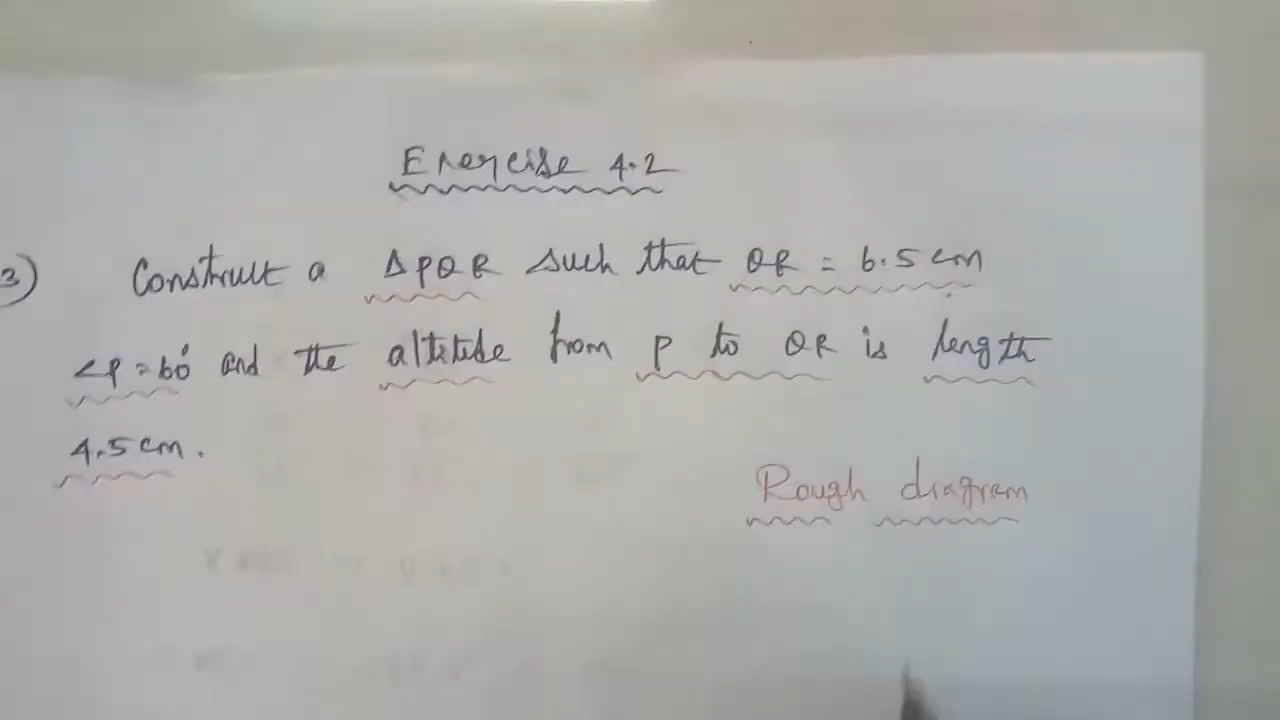 Exercise 4.2
3) Construct a ΔPQR such that QR = 6.5 cm
∠P = 60° and the altitude from P to QR is length
4.5 cm.
Rough diagram